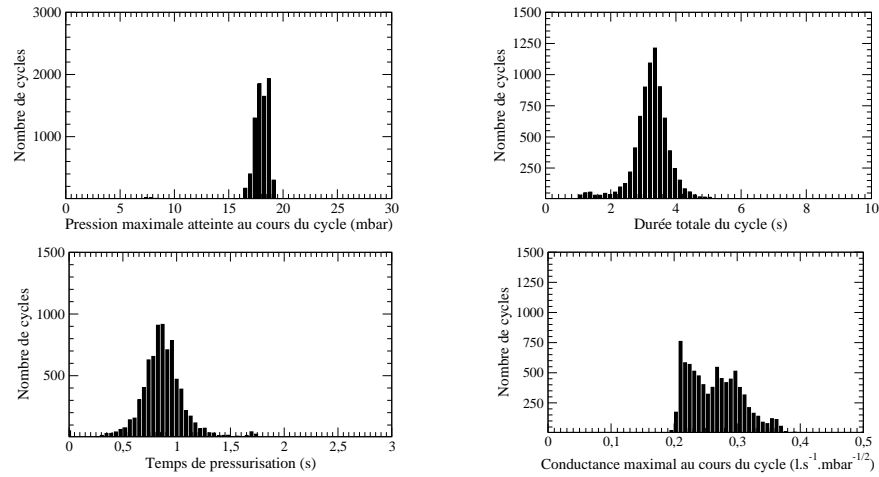 3000
2000
1000
Nombre de cycles
0 5 10 15 20 25 30
Pression maximale atteinte au cours du cycle (mbar)
1500
1250
1000
750
500
250
Nombre de cycles
0 2 4 6 8 10
Durée totale du cycle (s)
1500
1000
500
Nombre de cycles
0 0,5 1 1,5 2 2,5 3
Temps de pressurisation (s)
1500
1250
1000
750
500
250
Nombre de cycles
0 0,1 0,2 0,3 0,4 0,5
Conductance maximal au cours du cycle (l.s⁻¹.mbar⁻¹/²)